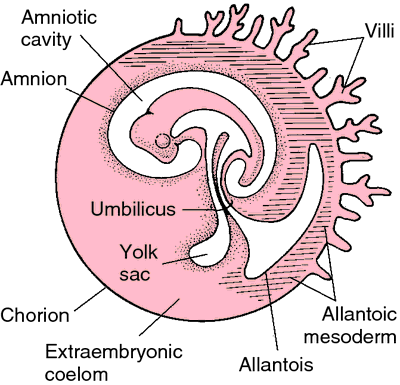 Amniotic
cavity
Villi
Amnion
Umbilicus
Yolk
sac
Chorion
Allantoic
mesoderm
Extraembryonic
coelom
Allantois